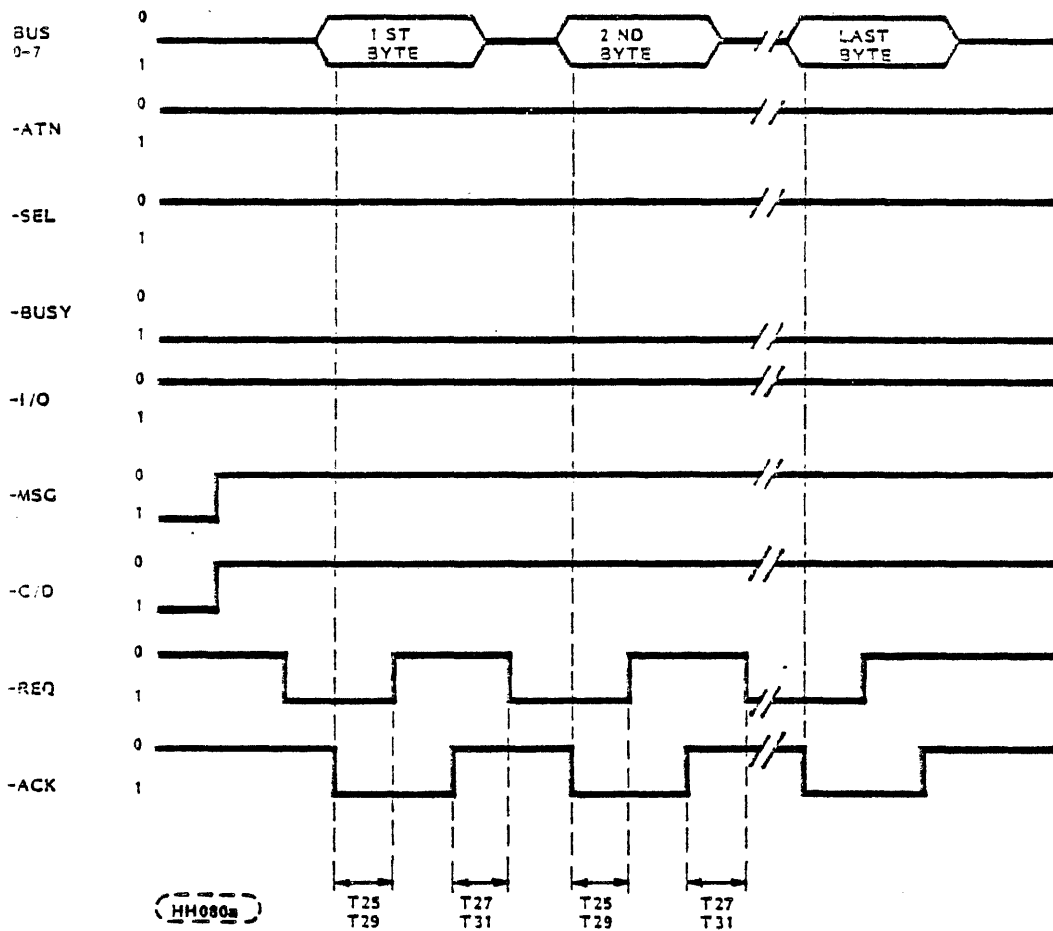 BUS
0-7
0
1
1 ST
BYTE
2 ND
BYTE
LAST
BYTE
-ATN
0
1
-SEL
0
1
-BUSY
0
1
-I/O
0
1
-MSG
0
1
-C/D
0
1
-REQ
0
1
-ACK
0
1
T25
T29
T27
T31
T25
T29
T27
T31
HH080a